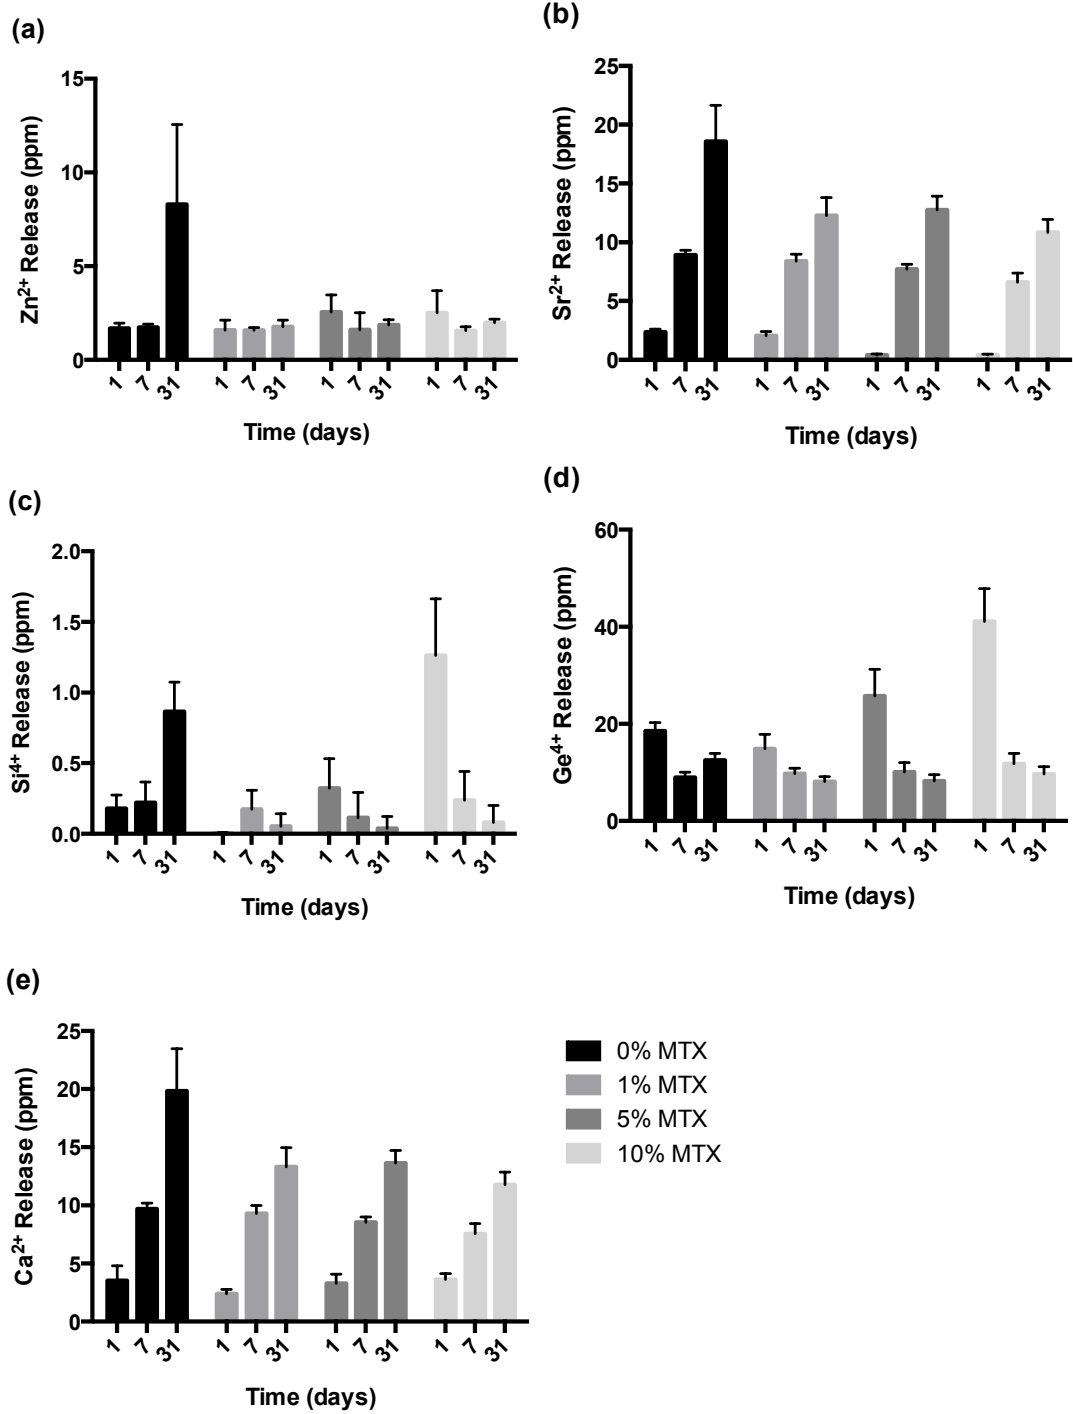 (a)
15
10
5
0
Zn2+ Release (ppm)
1 7 31 1 7 31 1 7 31 1 7 31
Time (days)
(b)
25
20
15
10
5
0
Sr2+ Release (ppm)
1 7 31 1 7 31 1 7 31 1 7 31
Time (days)
(c)
2.0
1.5
1.0
0.5
0.0
Si4+ Release (ppm)
1 7 31 1 7 31 1 7 31 1 7 31
Time (days)
(d)
60
40
20
0
Ge4+ Release (ppm)
1 7 31 1 7 31 1 7 31 1 7 31
Time (days)
(e)
25
20
15
10
5
0
Ca2+ Release (ppm)
1 7 31 1 7 31 1 7 31 1 7 31
Time (days)
0% MTX
1% MTX
5% MTX
10% MTX